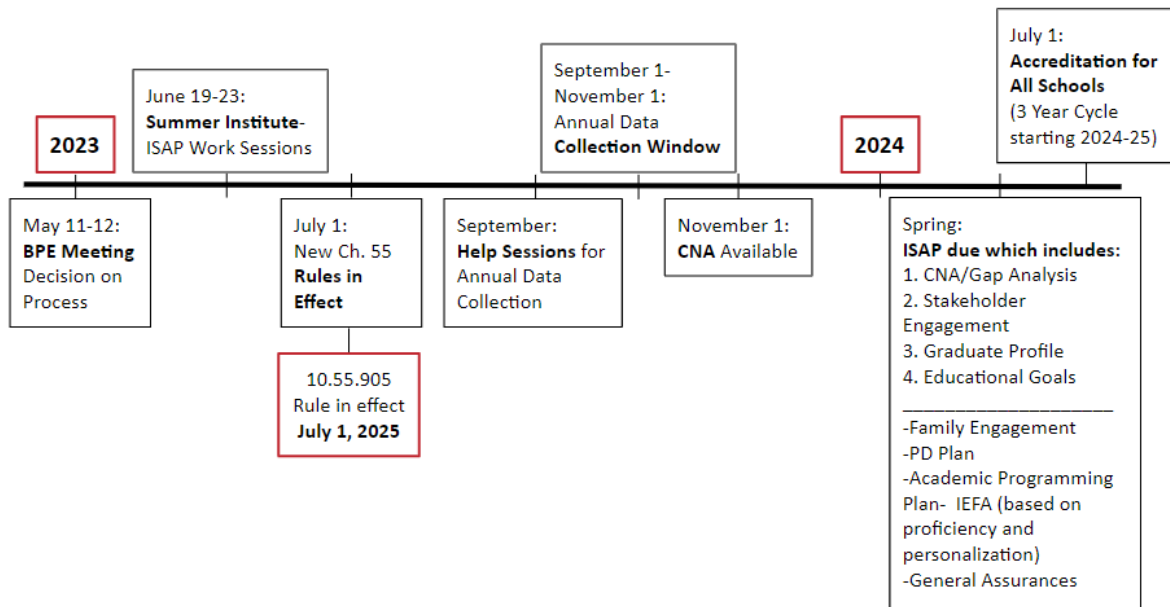 2023
May 11-12:
BPE Meeting
Decision on
Process
June 19-23:
Summer Institute-
ISAP Work Sessions
July 1:
New Ch. 55
Rules in
Effect
10.55.905
Rule in effect
July 1, 2025
September:
Help Sessions for
Annual Data
Collection
September 1-
November 1:
Annual Data
Collection Window
November 1:
CNA Available
2024
Spring:
ISAP due which includes:
1. CNA/Gap Analysis
2. Stakeholder
Engagement
3. Graduate Profile
4. Educational Goals
____________________
-Family Engagement
-PD Plan
-Academic Programming
Plan- IEFA (based on
proficiency and
personalization)
-General Assurances
July 1:
Accreditation for
All Schools
(3 Year Cycle
starting 2024-25)